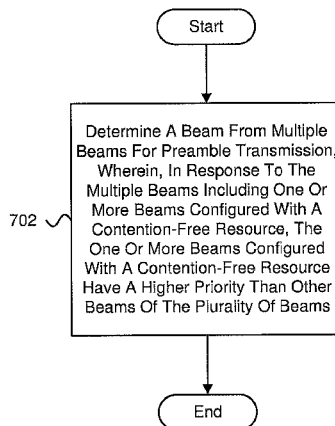 Start
Determine A Beam From Multiple
Beams For Preamble Transmission,
Wherein, In Response To The
Multiple Beams Including One Or
More Beams Configured With A
702
Contention-Free Resource, The
One Or More Beams Configured
With A Contention-Free Resource
Have A Higher Priority Than Other
Beams Of The Plurality Of Beams
End